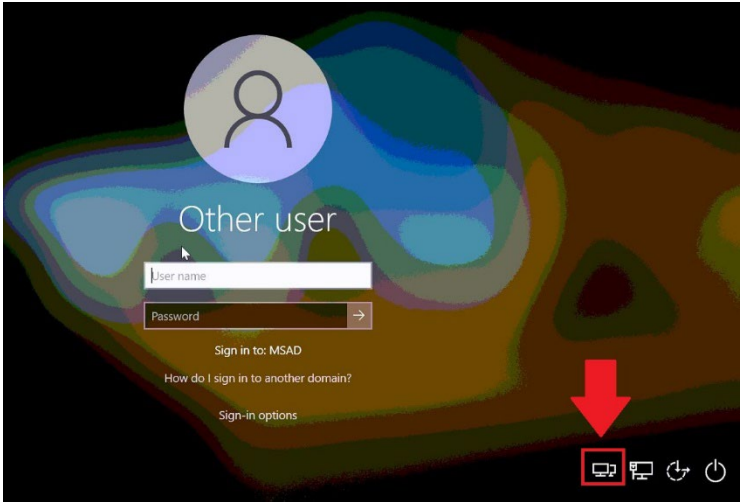 Other user
User name
Password
Sign in to: MSAD
How do I sign in to another domain?
Sign-in options